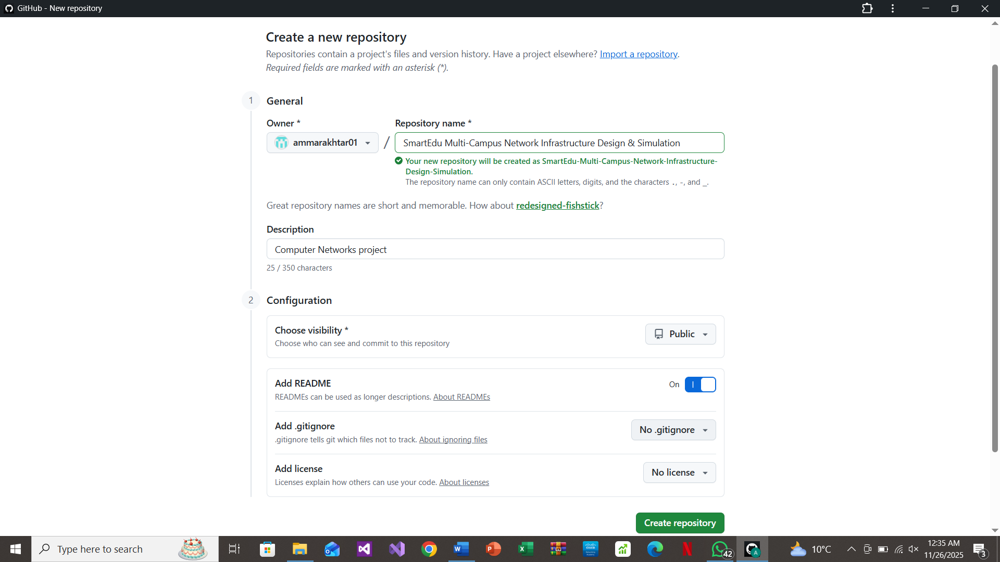 GitHub - New repository
Create a new repository
Repositories contain a project's files and version history. Have a project elsewhere? Import a repository.
Required fields are marked with an asterisk (*).
1
General
Owner *
Repository name *
ammarakhtar01
/
SmartEdu Multi-Campus Network Infrastructure Design & Simulation
Your new repository will be created as SmartEdu-Multi-Campus-Network-Infrastructure-
Design-Simulation.
The repository name can only contain ASCII letters, digits, and the characters ., -, and _.
Great repository names are short and memorable. How about redesigned-fishstick?
Description
Computer Networks project
25 / 350 characters
2
Configuration
Choose visibility *
Choose who can see and commit to this repository
Public
Add README
READMEs can be used as longer descriptions. About READMEs
On
Add .gitignore
.gitignore tells git which files not to track. About ignoring files
No .gitignore
Add license
Licenses explain how others can use your code. About licenses
No license
Create repository
Type here to search
42
10°C
12:35 AM
11/26/2025
3